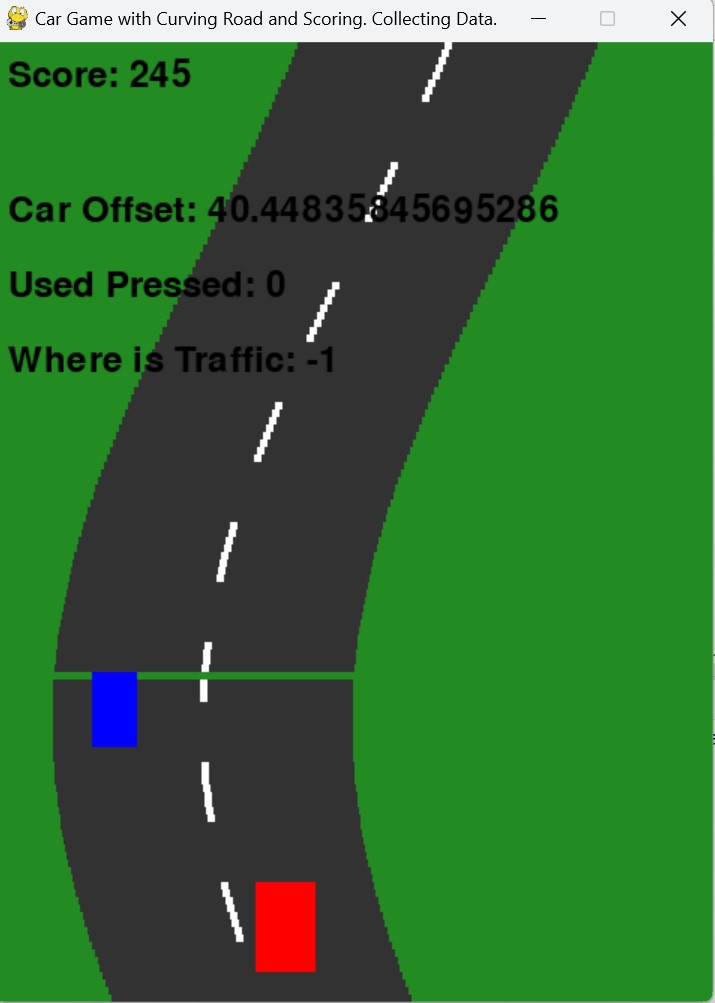 Car Game with Curving Road and Scoring. Collecting Data.
Score: 245
Car Offset: 40.44835845695286
Used Pressed: 0
Where is Traffic: -1